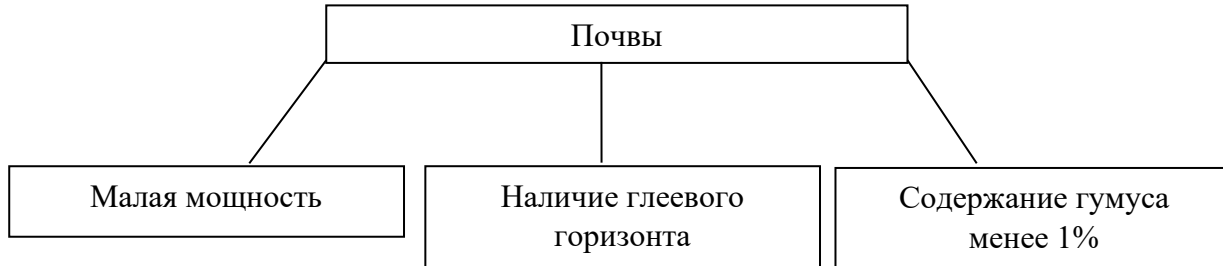 Почвы
Малая мощность
Наличие глеевого
горизонта
Содержание гумуса
менее 1%